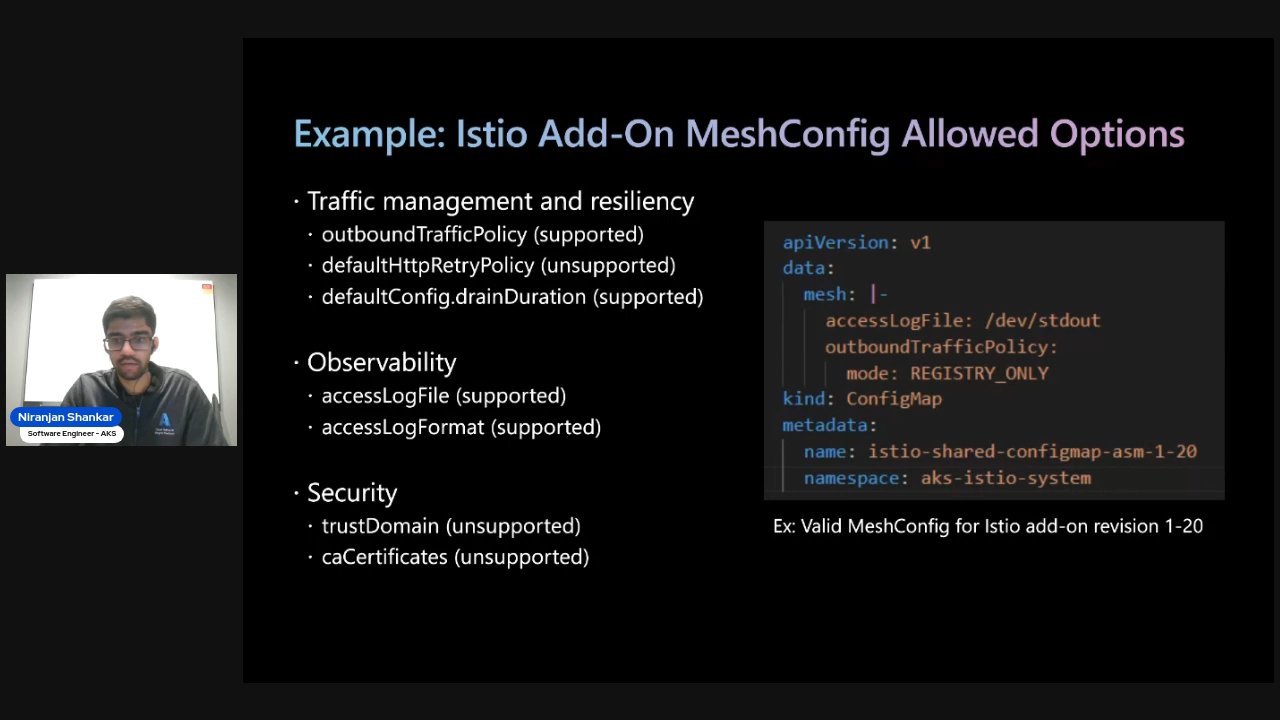 Example: Istio Add-On MeshConfig Allowed Options
· Traffic management and resiliency
· outboundTrafficPolicy (supported)
· defaultHttpRetryPolicy (unsupported)
· defaultConfig.drainDuration (supported)
· Observability
· accessLogFile (supported)
· accessLogFormat (supported)
· Security
· trustDomain (unsupported)
· caCertificates (unsupported)
apiVersion: v1
data:
mesh: |-
accessLogFile: /dev/stdout
outboundTrafficPolicy:
mode: REGISTRY_ONLY
kind: ConfigMap
metadata:
name: istio-shared-configmap-asm-1-20
namespace: aks-istio-system
Ex: Valid MeshConfig for Istio add-on revision 1-20
Niranjan Shankar
Software Engineer - AKS